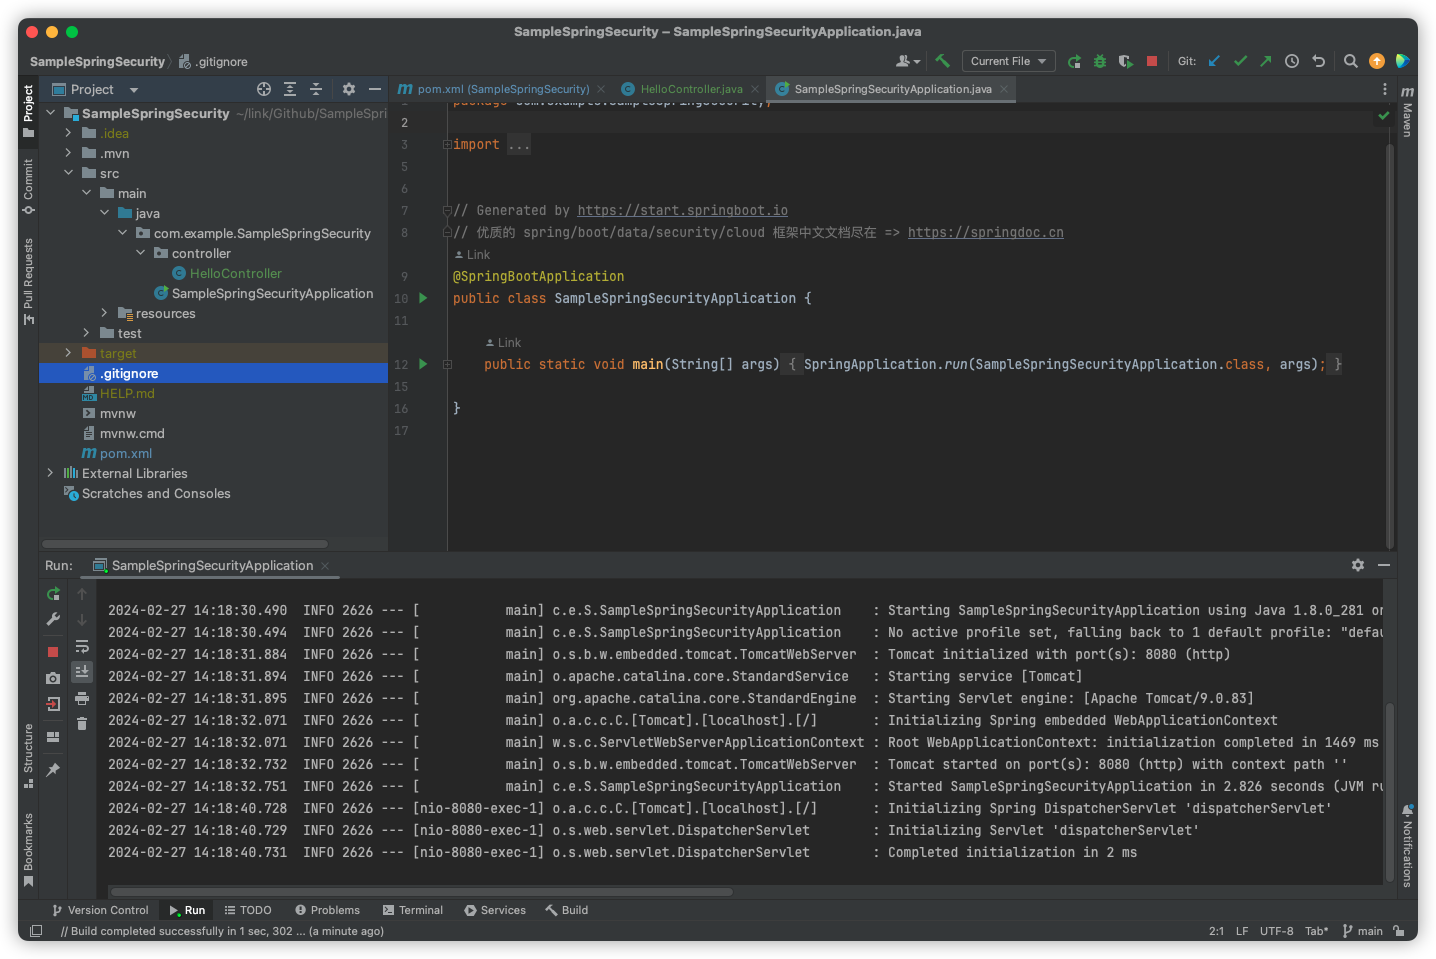 SampleSpringSecurity – SampleSpringSecurityApplication.java
SampleSpringSecurity
.gitignore
Current File
Git:
Project
pom.xml (SampleSpringSecurity)
HelloController.java
SampleSpringSecurityApplication.java
Project
Commit
Pull Requests
Structure
Bookmarks
Maven
Notifications
SampleSpringSecurity ~/link/Github/SampleSpri
.idea
.mvn
src
main
java
com.example.SampleSpringSecurity
controller
HelloController
SampleSpringSecurityApplication
resources
test
target
.gitignore
HELP.md
mvnw
mvnw.cmd
pom.xml
External Libraries
Scratches and Consoles
2
3 import ...
5
6
7 // Generated by https://start.springboot.io
8 // 优质的 spring/boot/data/security/cloud 框架中文文档尽在 => https://springdoc.cn
Link
9 @SpringBootApplication
10 public class SampleSpringSecurityApplication {
11
Link
12 public static void main(String[] args) { SpringApplication.run(SampleSpringSecurityApplication.class, args); }
15
16 }
17
Run: SampleSpringSecurityApplication
2024-02-27 14:18:30.490  INFO 2626 --- [           main] c.e.S.SampleSpringSecurityApplication    : Starting SampleSpringSecurityApplication using Java 1.8.0_281 on
2024-02-27 14:18:30.494  INFO 2626 --- [           main] c.e.S.SampleSpringSecurityApplication    : No active profile set, falling back to 1 default profile: "defau
2024-02-27 14:18:31.884  INFO 2626 --- [           main] o.s.b.w.embedded.tomcat.TomcatWebServer  : Tomcat initialized with port(s): 8080 (http)
2024-02-27 14:18:31.894  INFO 2626 --- [           main] o.apache.catalina.core.StandardService   : Starting service [Tomcat]
2024-02-27 14:18:31.895  INFO 2626 --- [           main] org.apache.catalina.core.StandardEngine  : Starting Servlet engine: [Apache Tomcat/9.0.83]
2024-02-27 14:18:32.071  INFO 2626 --- [           main] o.a.c.c.C.[Tomcat].[localhost].[/]       : Initializing Spring embedded WebApplicationContext
2024-02-27 14:18:32.071  INFO 2626 --- [           main] w.s.c.ServletWebServerApplicationContext : Root WebApplicationContext: initialization completed in 1469 ms
2024-02-27 14:18:32.732  INFO 2626 --- [           main] o.s.b.w.embedded.tomcat.TomcatWebServer  : Tomcat started on port(s): 8080 (http) with context path ''
2024-02-27 14:18:32.751  INFO 2626 --- [           main] c.e.S.SampleSpringSecurityApplication    : Started SampleSpringSecurityApplication in 2.826 seconds (JVM ru
2024-02-27 14:18:40.728  INFO 2626 --- [nio-8080-exec-1] o.a.c.c.C.[Tomcat].[localhost].[/]       : Initializing Spring DispatcherServlet 'dispatcherServlet'
2024-02-27 14:18:40.729  INFO 2626 --- [nio-8080-exec-1] o.s.web.servlet.DispatcherServlet        : Initializing Servlet 'dispatcherServlet'
2024-02-27 14:18:40.731  INFO 2626 --- [nio-8080-exec-1] o.s.web.servlet.DispatcherServlet        : Completed initialization in 2 ms
Version Control Run TODO Problems Terminal Services Build
// Build completed successfully in 1 sec, 302 ... (a minute ago) 2:1 LF UTF-8 Tab* main